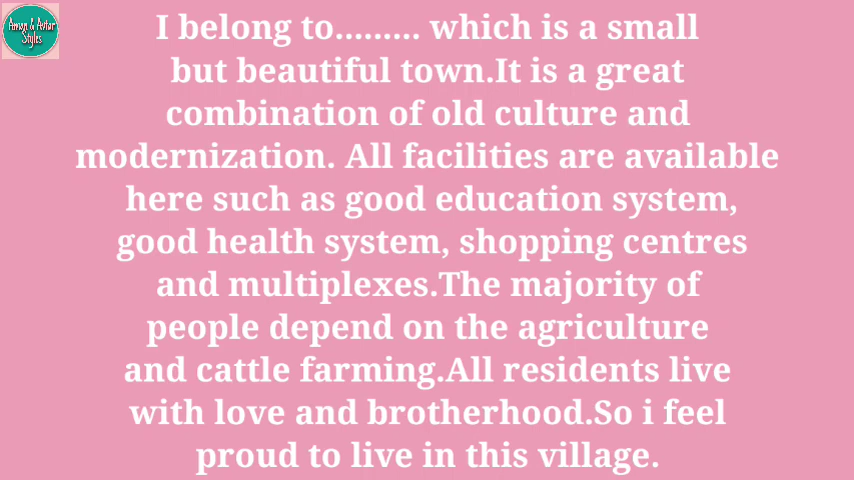 Aman & Avtar
Styles
I belong to......... which is a small
but beautiful town.It is a great
combination of old culture and
modernization. All facilities are available
here such as good education system,
good health system, shopping centres
and multiplexes.The majority of
people depend on the agriculture
and cattle farming.All residents live
with love and brotherhood.So i feel
proud to live in this village.